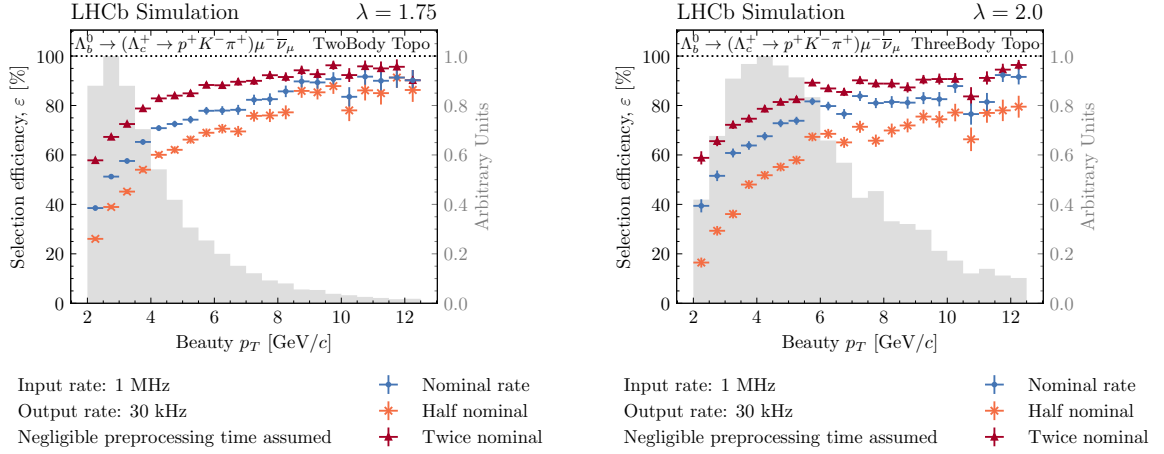 LHCb Simulation λ = 1.75
Λ_b^0 → (Λ_c^+ → p^+K^−π^+)μ^−ν̅_μ TwoBody Topo
Selection efficiency, ε [%]
100
80
60
40
20
0
1.0
0.8
0.6
0.4
0.2
0.0
Arbitrary Units
2 4 6 8 10 12
Beauty p_T [GeV/c]
Input rate: 1 MHz
Output rate: 30 kHz
Negligible preprocessing time assumed
Nominal rate
Half nominal
Twice nominal
LHCb Simulation λ = 2.0
Λ_b^0 → (Λ_c^+ → p^+K^−π^+)μ^−ν̅_μ ThreeBody Topo
Selection efficiency, ε [%]
100
80
60
40
20
0
1.0
0.8
0.6
0.4
0.2
0.0
Arbitrary Units
2 4 6 8 10 12
Beauty p_T [GeV/c]
Input rate: 1 MHz
Output rate: 30 kHz
Negligible preprocessing time assumed
Nominal rate
Half nominal
Twice nominal